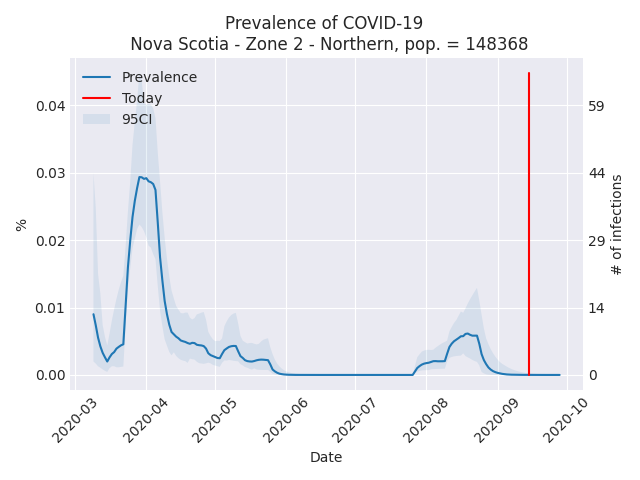 Prevalence of COVID-19
Nova Scotia - Zone 2 - Northern, pop. = 148368
Prevalence
Today
95CI
0.04
0.03
0.02
0.01
0.00
%
59
44
29
14
0
# of infections
2020-03
2020-04
2020-05
2020-06
2020-07
2020-08
2020-09
2020-10
Date